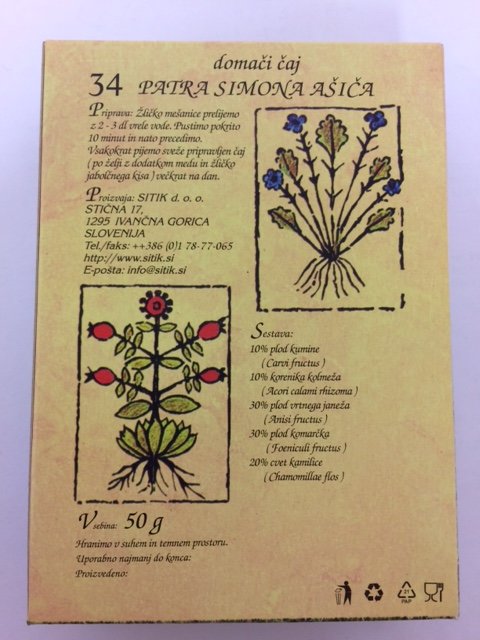 domači čaj
34 PATRA SIMONA AŠIČA
Priprava: Žličko mešanice prelijemo
z 2 - 3 dl vrele vode. Pustimo pokrito
10 minut in nato precedimo.
Vsakokrat pijemo sveže pripravljen čaj
( po želji z dodatkom medu in žličko
jabolčnega kisa ) večkrat na dan.
Proizvaja: SITIK d. o. o.
STIČNA 17,
1295 IVANČNA GORICA
SLOVENIJA
Tel./faks: ++386 (0)1 78-77-065
http://www.sitik.si
E-pošta: info@sitik.si
Sestava:
10% plod kumine
( Carvi fructus )
10% korenika kolmeža
( Acori calami rhizoma )
30% plod vrtnega janeža
( Anisi fructus )
30% plod komarčka
( Foeniculi fructus )
20% cvet kamilice
( Chamomillae flos )
Vsebina: 50 g
Hranimo v suhem in temnem prostoru.
Uporabno najmanj do konca:
Proizvedeno:
21
PAP